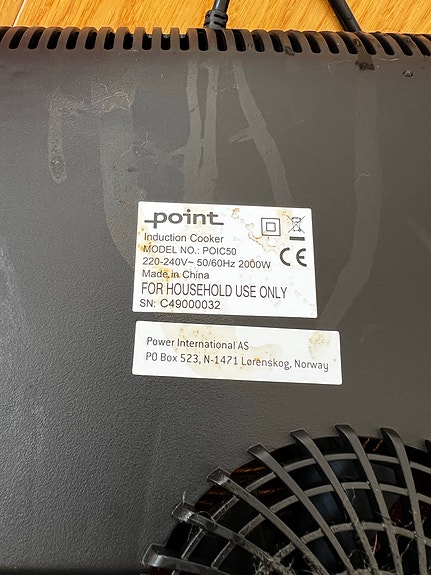 point
Induction Cooker
MODEL NO.: POIC50
220-240V~ 50/60Hz 2000W
Made in China
CE
FOR HOUSEHOLD USE ONLY
SN: C49000032
Power International AS
PO Box 523, N-1471 Lørenskog, Norway